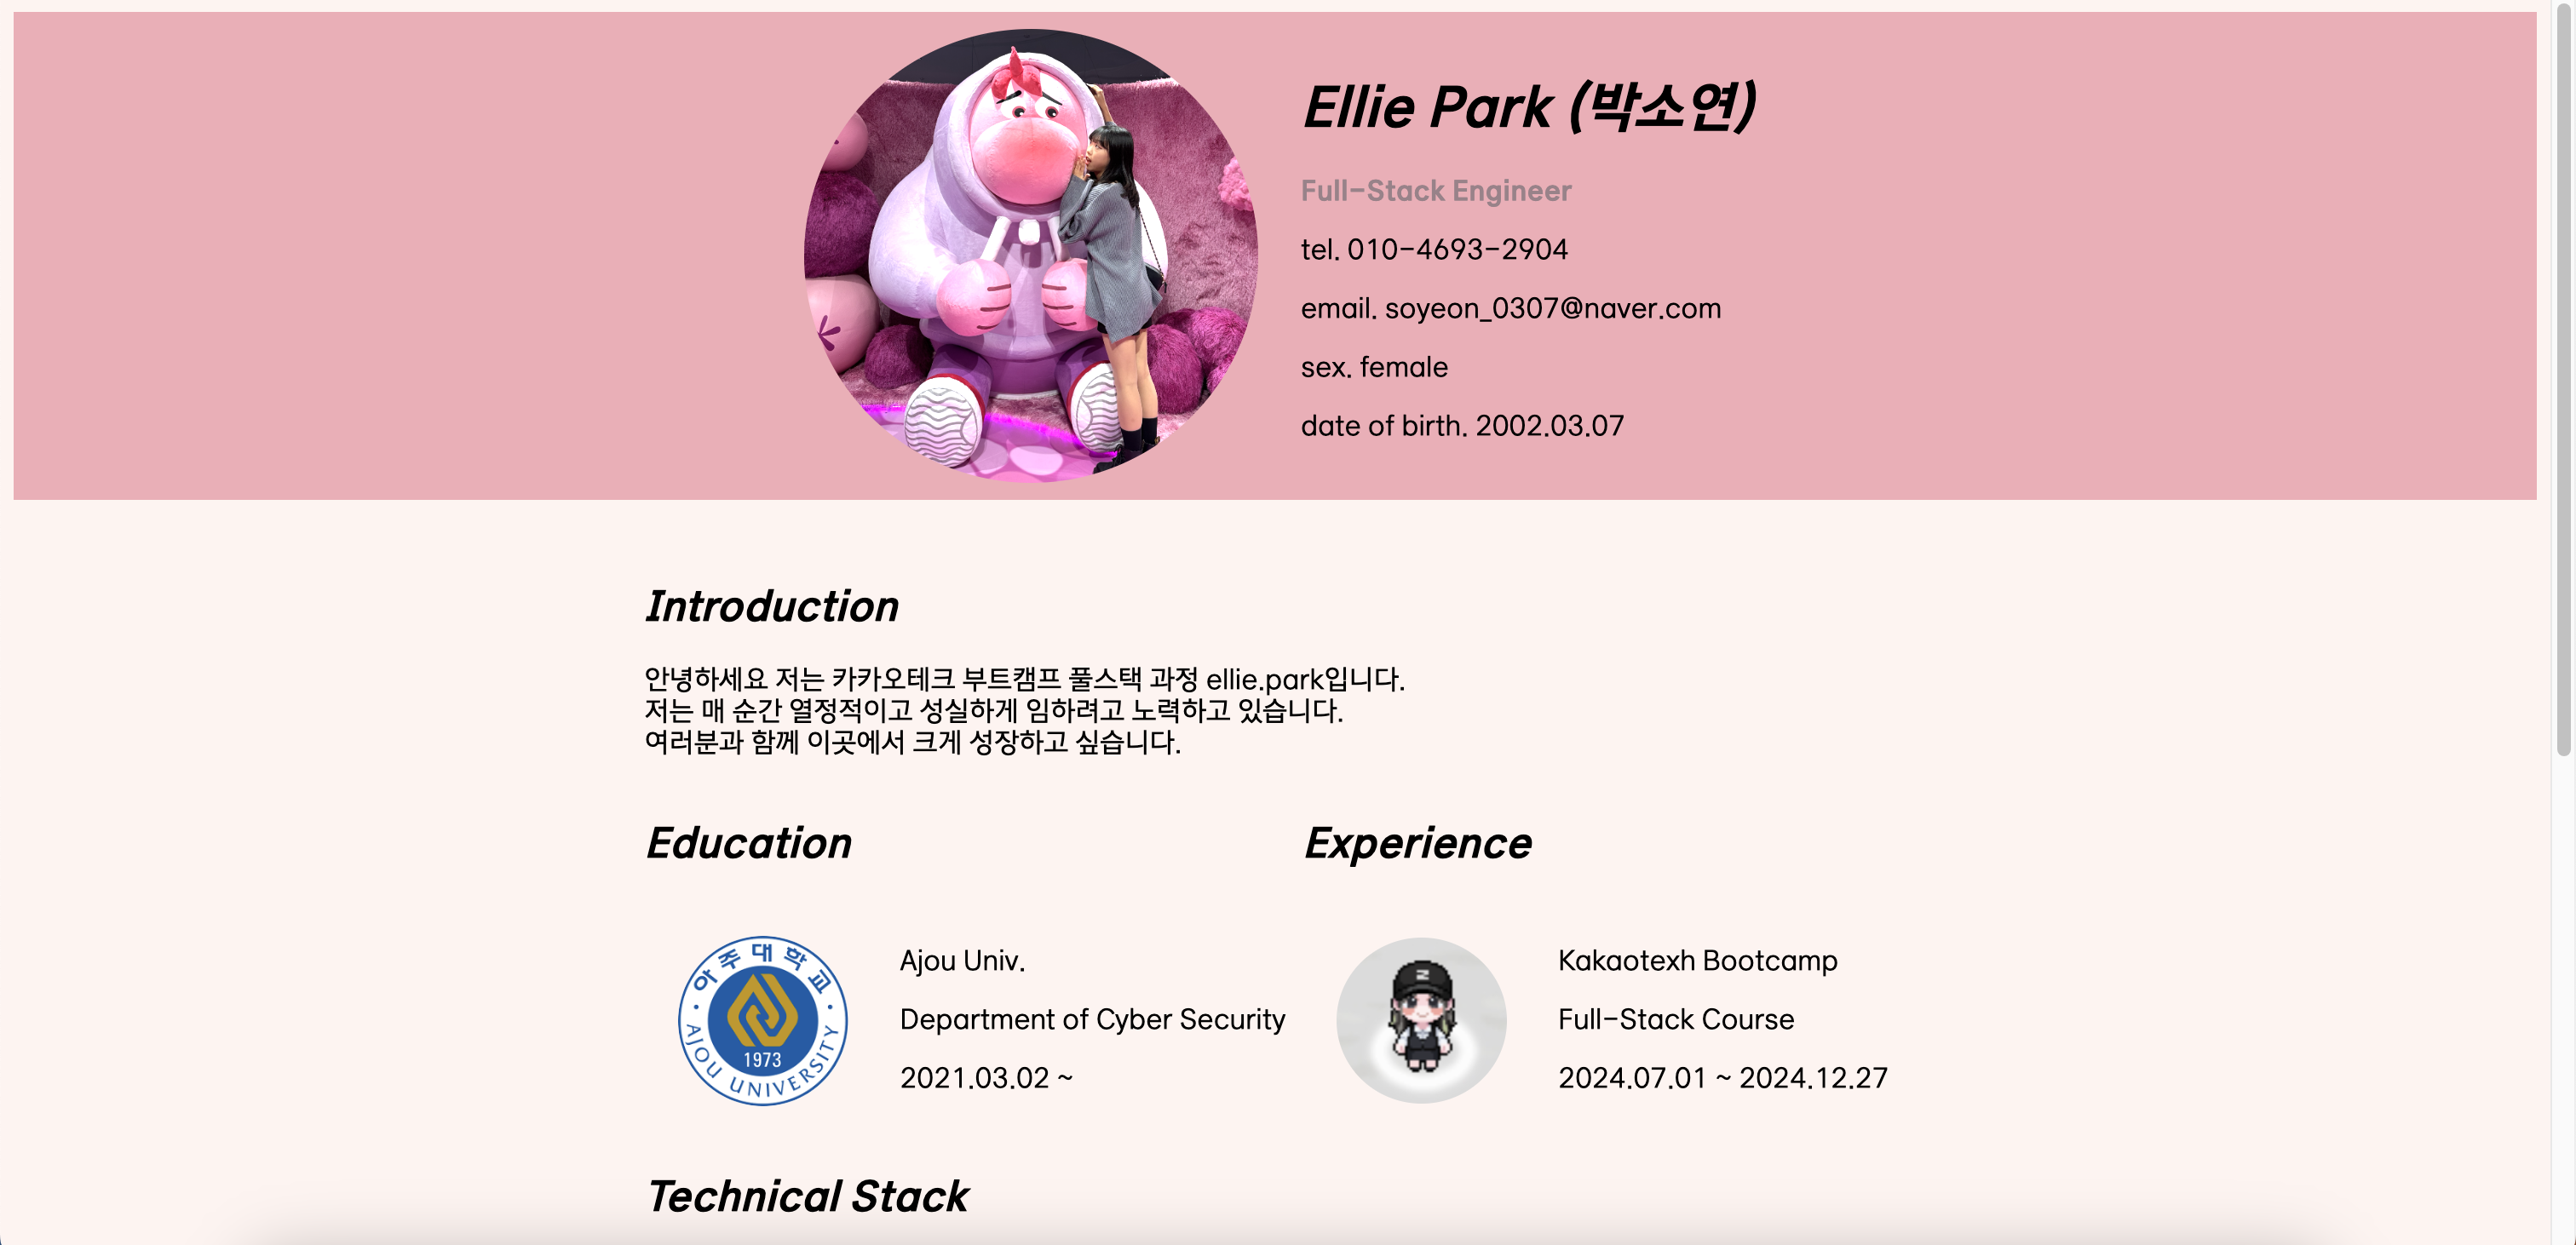 Ellie Park (박소연)
Full-Stack Engineer
tel. 010-4693-2904
email. soyeon_0307@naver.com
sex. female
date of birth. 2002.03.07
Introduction
안녕하세요 저는 카카오테크 부트캠프 풀스택 과정 ellie.park입니다.
저는 매 순간 열정적이고 성실하게 임하려고 노력하고 있습니다.
여러분과 함께 이곳에서 크게 성장하고 싶습니다.
Education
아주대학교
1973
AJOU UNIVERSITY
Ajou Univ.
Department of Cyber Security
2021.03.02 ~
Experience
Kakaotexh Bootcamp
Full-Stack Course
2024.07.01 ~ 2024.12.27
Technical Stack